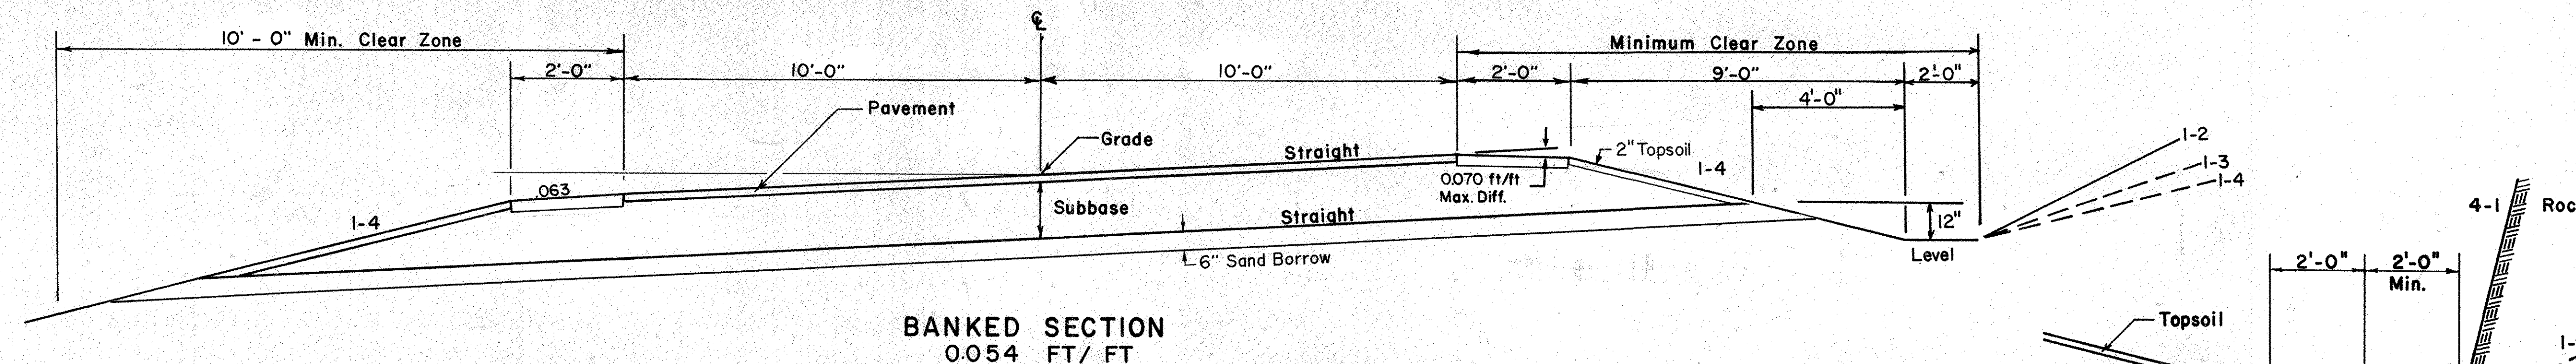 ℄
10' - 0" Min. Clear Zone
Minimum Clear Zone
2'-0"
10'-0"
10'-0"
2'-0"
9'-0"
2'-0"
4'-0"
Pavement
Grade
Straight
2" Topsoil
1-4
1-2
1-3
1-4
.063
0.070 ft/ft
Max. Diff.
1-4
Subbase
Straight
12"
4-1
6" Sand Borrow
Level
2'-0"
2'-0"
Min.
Topsoil
BANKED SECTION
0.054 FT/ FT